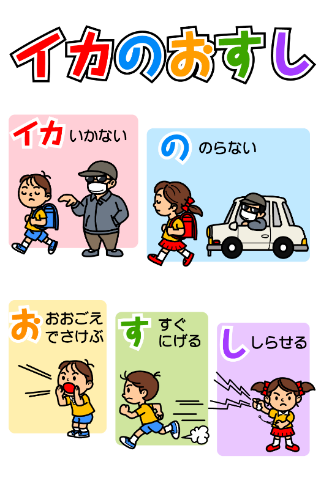 イカのおすし
イカ いかない
の のらない
お おおごえ
でさけぶ
す すぐ
にげる
し しらせる